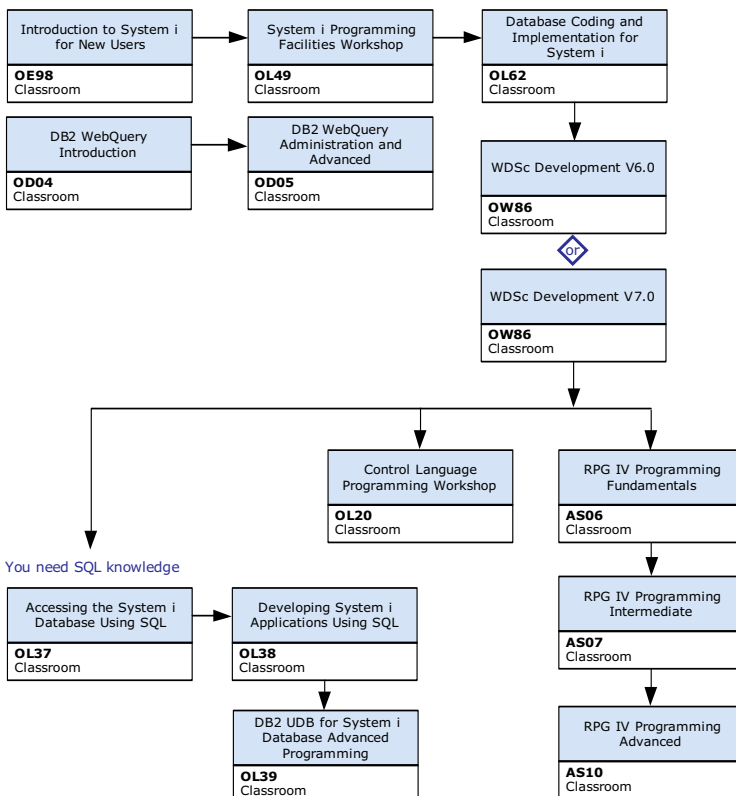 Introduction to System i
for New Users
OE98
Classroom
System i Programming
Facilities Workshop
OL49
Classroom
Database Coding and
Implementation for
System i
OL62
Classroom
DB2 WebQuery
Introduction
OD04
Classroom
DB2 WebQuery
Administration and
Advanced
OD05
Classroom
WDSc Development V6.0
OW86
Classroom
or
WDSc Development V7.0
OW86
Classroom
Control Language
Programming Workshop
OL20
Classroom
RPG IV Programming
Fundamentals
AS06
Classroom
You need SQL knowledge
Accessing the System i
Database Using SQL
OL37
Classroom
Developing System i
Applications Using SQL
OL38
Classroom
RPG IV Programming
Intermediate
AS07
Classroom
DB2 UDB for System i
Database Advanced
Programming
OL39
Classroom
RPG IV Programming
Advanced
AS10
Classroom